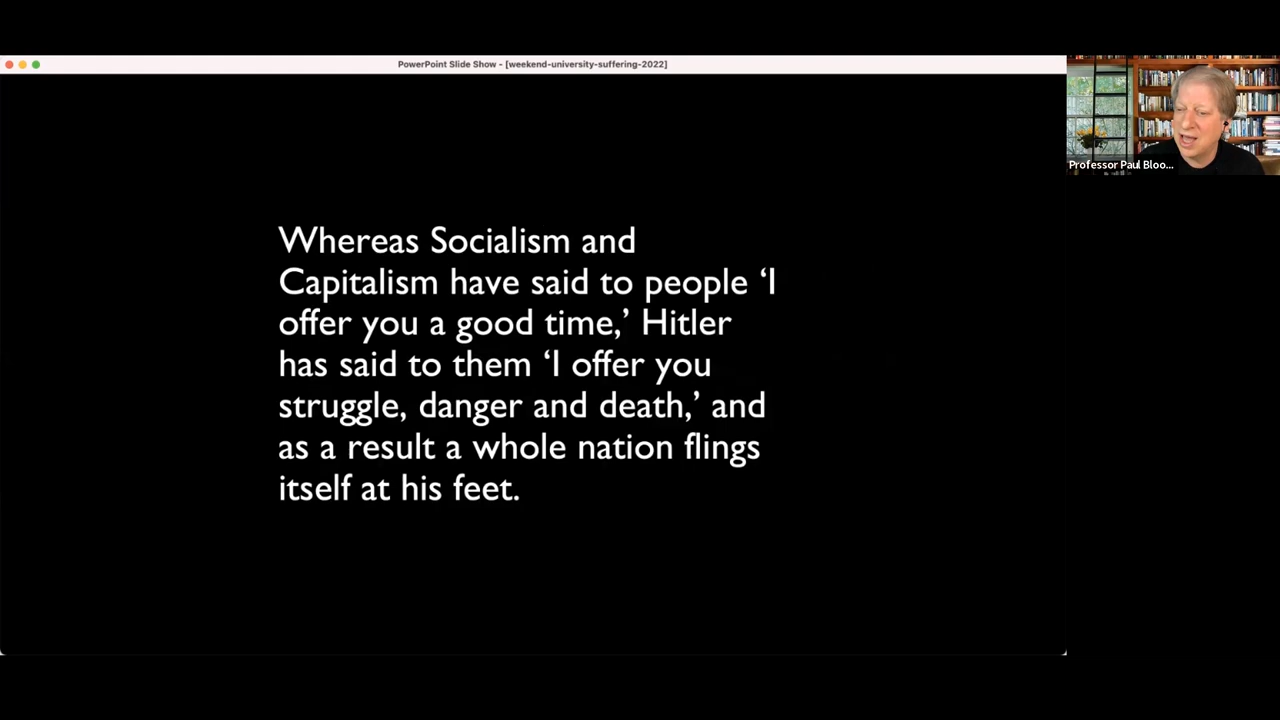 PowerPoint Slide Show - [weekend-university-suffering-2022]
Professor Paul Bloo...
Whereas Socialism and
Capitalism have said to people ‘I
offer you a good time,’ Hitler
has said to them ‘I offer you
struggle, danger and death,’ and
as a result a whole nation flings
itself at his feet.